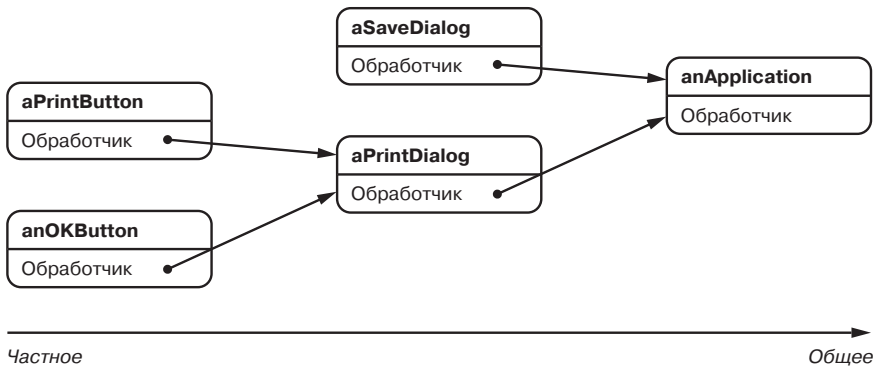 aSaveDialog
Обработчик
anApplication
Обработчик
aPrintButton
Обработчик
aPrintDialog
Обработчик
anOKButton
Обработчик
Частное
Общее